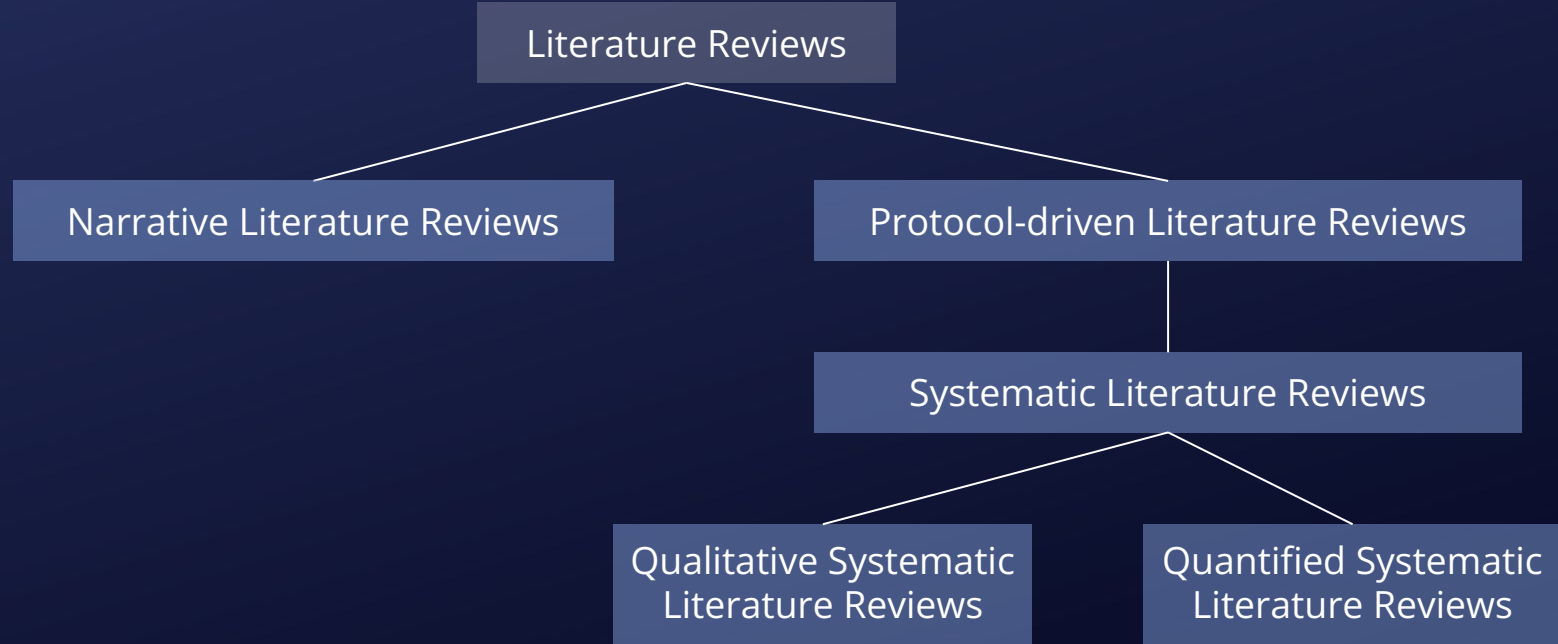 Literature Reviews
Narrative Literature Reviews
Protocol-driven Literature Reviews
Systematic Literature Reviews
Qualitative Systematic
Literature Reviews
Quantified Systematic
Literature Reviews